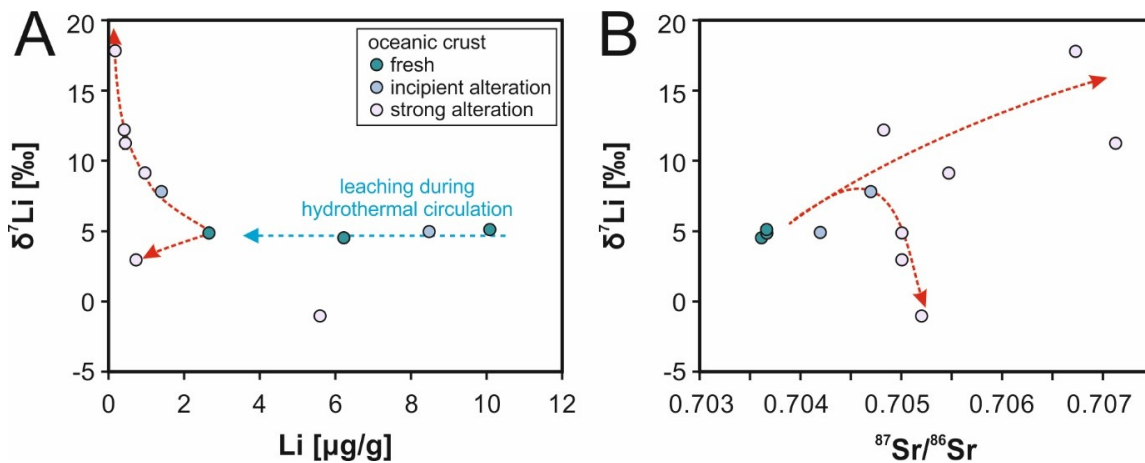 A
δ⁷Li [‰]
20
15
10
5
0
-5
oceanic crust
fresh
incipient alteration
strong alteration
leaching during
hydrothermal circulation
0 2 4 6 8 10 12
Li [µg/g]
B
δ⁷Li [‰]
20
15
10
5
0
-5
0.703 0.704 0.705 0.706 0.707
⁸⁷Sr/⁸⁶Sr